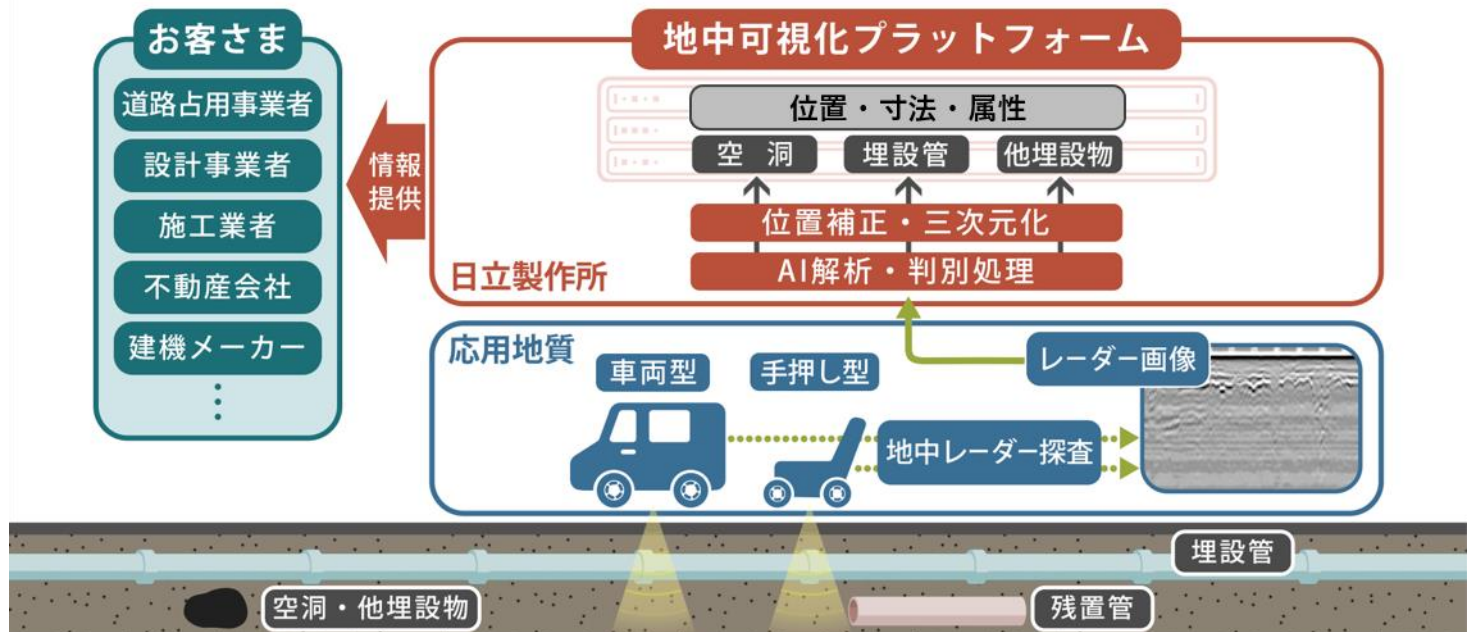 お客さま
道路占用事業者
設計事業者
施工業者
不動産会社
建機メーカー
情報
提供
地中可視化プラットフォーム
位置・寸法・属性
空洞
埋設管
他埋設物
位置補正・三次元化
AI解析・判別処理
日立製作所
応用地質
車両型
手押し型
レーダー画像
地中レーダー探査
埋設管
空洞・他埋設物
残置管